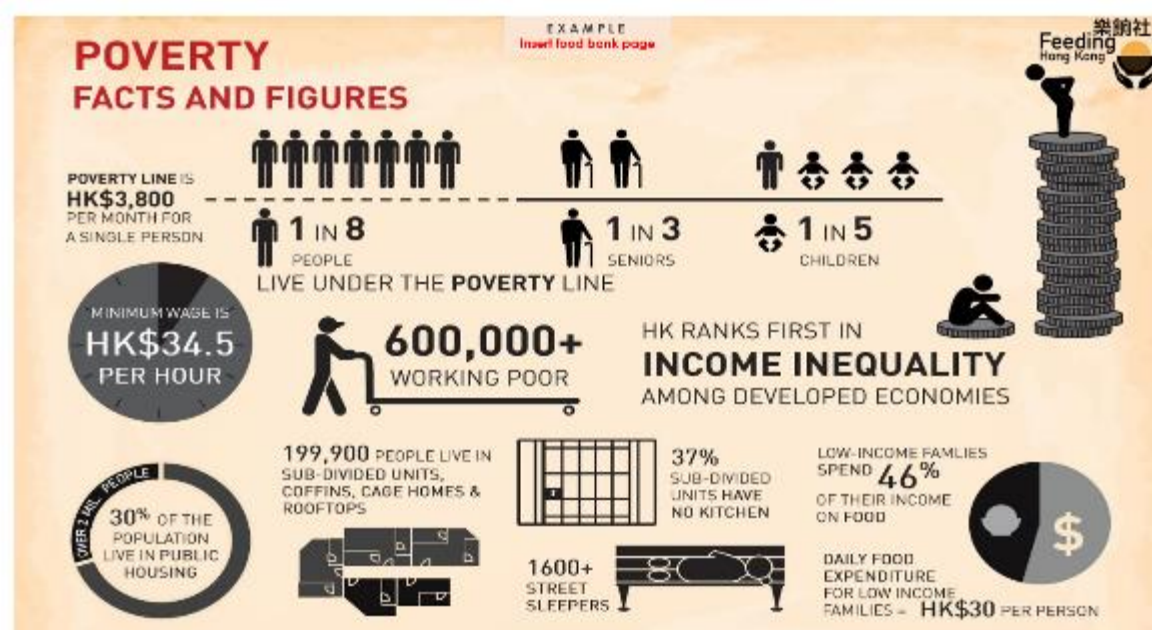 EXAMPLE
Insert food bank page
樂餉社
Feeding
Hong Kong
POVERTY
FACTS AND FIGURES
POVERTY LINE IS
HK$3,800
PER MONTH FOR
A SINGLE PERSON
1 IN 8
PEOPLE
1 IN 3
SENIORS
1 IN 5
CHILDREN
LIVE UNDER THE POVERTY LINE
MINIMUM WAGE IS
HK$34.5
PER HOUR
600,000+
WORKING POOR
HK RANKS FIRST IN
INCOME INEQUALITY
AMONG DEVELOPED ECONOMIES
OVER 2 MIL. PEOPLE
30% OF THE
POPULATION
LIVE IN PUBLIC
HOUSING
199,900 PEOPLE LIVE IN
SUB-DIVIDED UNITS,
COFFINS, CAGE HOMES &
ROOFTOPS
37%
SUB-DIVIDED
UNITS HAVE
NO KITCHEN
1600+
STREET
SLEEPERS
LOW-INCOME FAMLIES
SPEND 46%
OF THEIR INCOME
ON FOOD
$
DAILY FOOD
EXPENDITURE
FOR LOW INCOME
FAMILIES = HK$30 PER PERSON